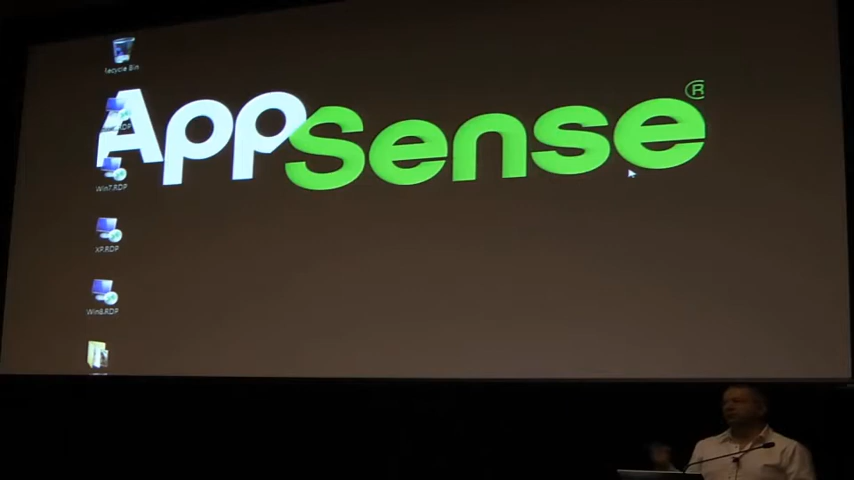 Recycle Bin
AppSense®
Win7.RDP
XP.RDP
Win8.RDP